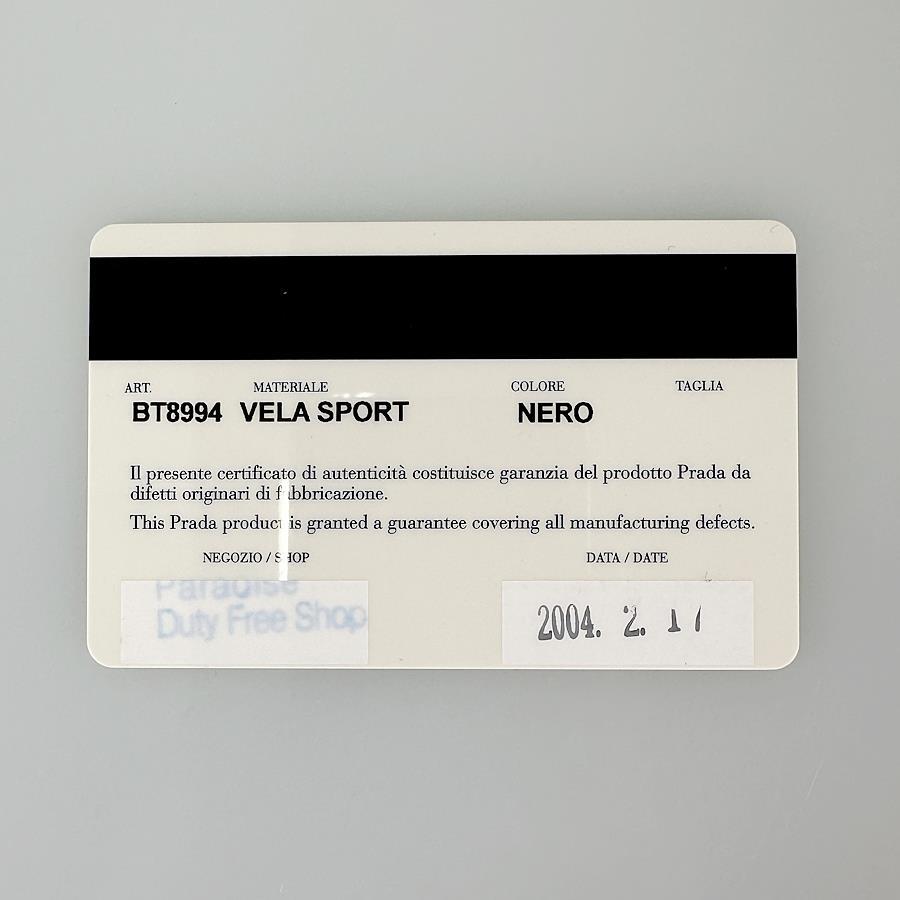 ART. MATERIALE COLORE TAGLIA
BT8994 VELA SPORT NERO
Il presente certificato di autenticità costituisce garanzia del prodotto Prada da
difetti originari di fabbricazione.
This Prada product is granted a guarantee covering all manufacturing defects.
NEGOZIO / SHOP DATA / DATE
Paradise
Duty Free Shop 2004. 2.